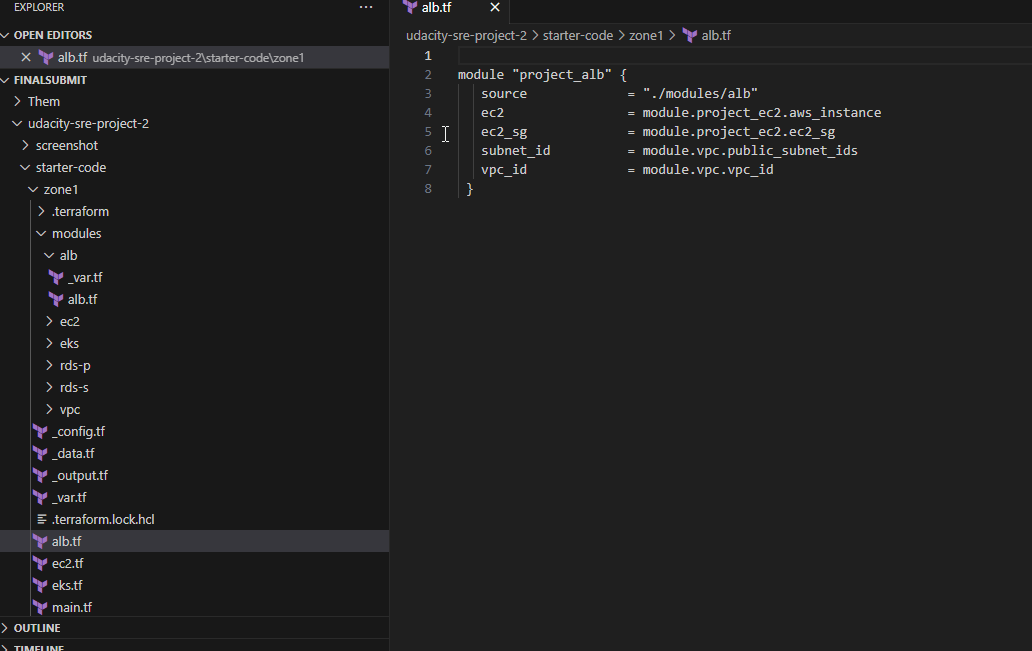 EXPLORER
...
OPEN EDITORS
alb.tf udacity-sre-project-2\starter-code\zone1
FINALSUBMIT
Them
udacity-sre-project-2
screenshot
starter-code
zone1
.terraform
modules
alb
_var.tf
alb.tf
ec2
eks
rds-p
rds-s
vpc
_config.tf
_data.tf
_output.tf
_var.tf
.terraform.lock.hcl
alb.tf
ec2.tf
eks.tf
main.tf
OUTLINE
TIMELINE
alb.tf
udacity-sre-project-2 > starter-code > zone1 > alb.tf
1
2 module "project_alb" {
3 source = "./modules/alb"
4 ec2 = module.project_ec2.aws_instance
5 ec2_sg = module.project_ec2.ec2_sg
6 subnet_id = module.vpc.public_subnet_ids
7 vpc_id = module.vpc.vpc_id
8 }